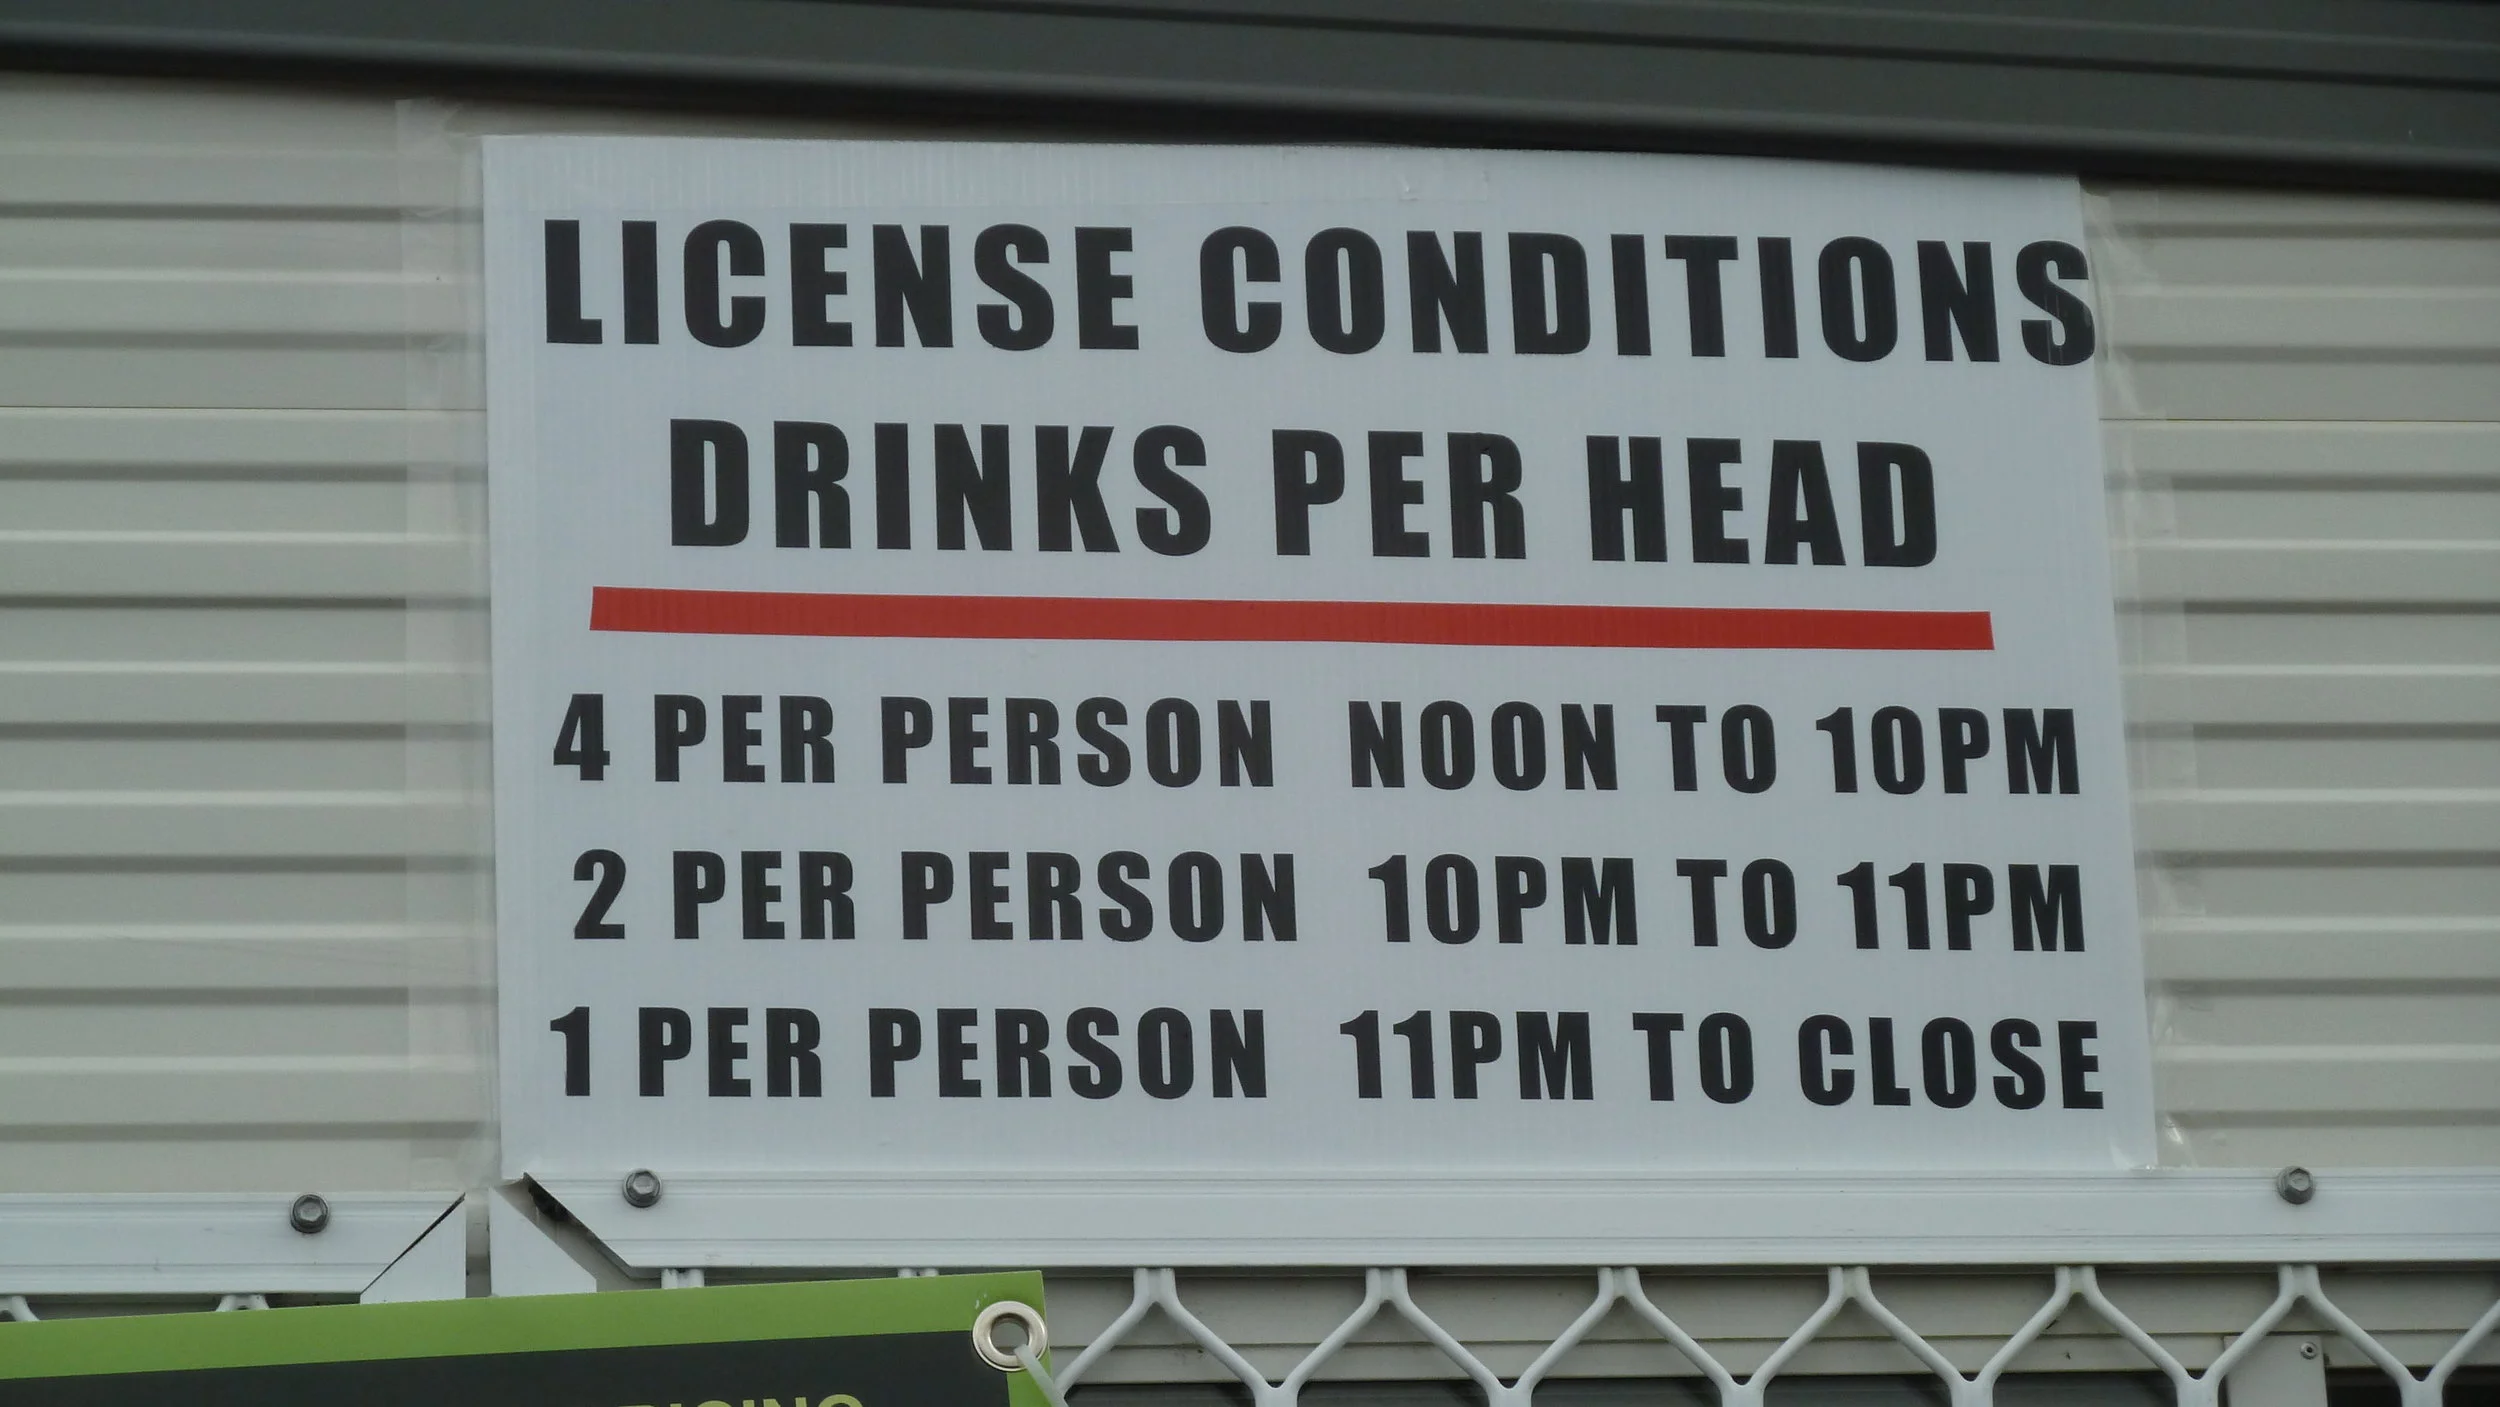 LICENSE CONDITIONS
DRINKS PER HEAD
4 PER PERSON NOON TO 10PM
2 PER PERSON 10PM TO 11PM
1 PER PERSON 11PM TO CLOSE